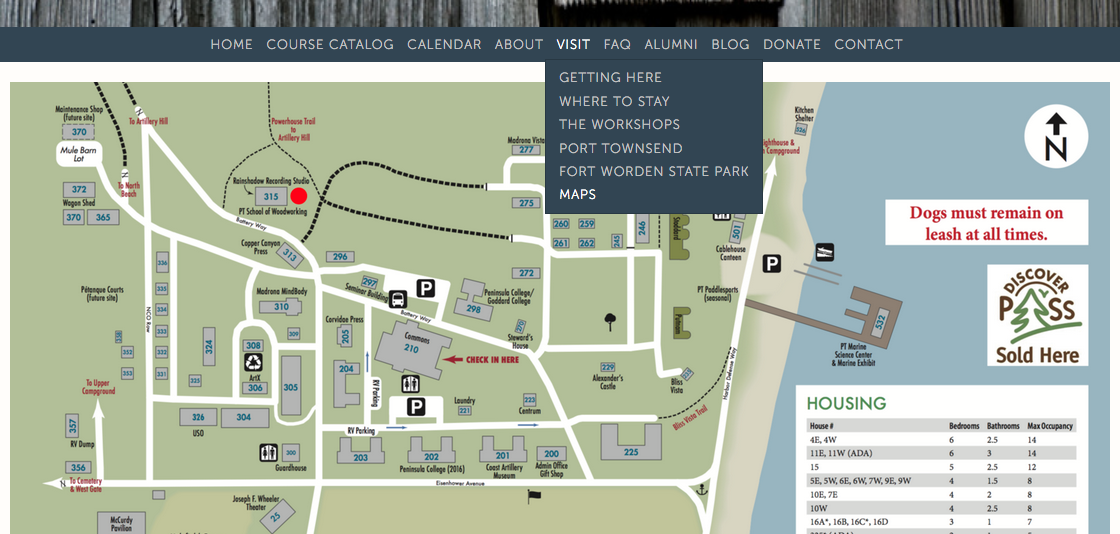 HOME COURSE CATALOG CALENDAR ABOUT VISIT FAQ ALUMNI BLOG DONATE CONTACT
GETTING HERE
WHERE TO STAY
THE WORKSHOPS
PORT TOWNSEND
FORT WORDEN STATE PARK
MAPS
Maintenance Shop
(future site)
370
Mule Barn
Lot
To Artillery Hill
Powerhouse Trail
to
Artillery Hill
Madrona Vista
277
Kitchen
Shelter
N
To North
Beach
372
Wagon Shed
370 365
Rainshadow Recording Studio
315
PT School of Woodworking
Battery Way
275
Campground
Dogs must remain on
leash at all times.
Copper Canyon
Press
313
296
260 259
261 262
245
246
Stoddard
501
Cablehouse
Canteen
P
DISCOVER
PASS
Sold Here
336
335
334
333
332
331
Pétanque Courts
(future site)
NCO Row
352
353
324
325
Madrona MindBody
310
309
308
ArtX
306
305
297
Seminar Building
P
Battery Way
272
Peninsula College/
Goddard College
298
270
Steward's
House
PT Paddlesports
(seasonal)
532
PT Marine
Science Center
& Marine Exhibit
Putnam
Corvidon Press
205
204
Commons
210
CHECK IN HERE
RV Parking
P
Laundry
221
223
Centrum
229
Alexander's
Castle
Bliss
Vista
Bliss Vista Trail
Harbor Defense Way
To Upper
Campground
357
RV Dump
356
To Cemetery
& West Gate
326
USO
304
300
Guardhouse
RV Parking
203
202
Peninsula College (2016)
201
Coast Artillery
Museum
200
Admin Office
Gift Shop
225
Eisenhower Avenue
McCurdy
Pavilion
Joseph F. Wheeler
Theater
25
HOUSING
House # Bedrooms Bathrooms Max Occupancy
4E, 4W 6 2.5 14
11E, 11W (ADA) 6 3 14
15 5 2.5 12
5E, 5W, 6E, 6W, 7W, 9E, 9W 4 1.5 8
10E, 7E 4 2 8
10W 4 2.5 8
16A*, 16B, 16C*, 16D 3 1 7